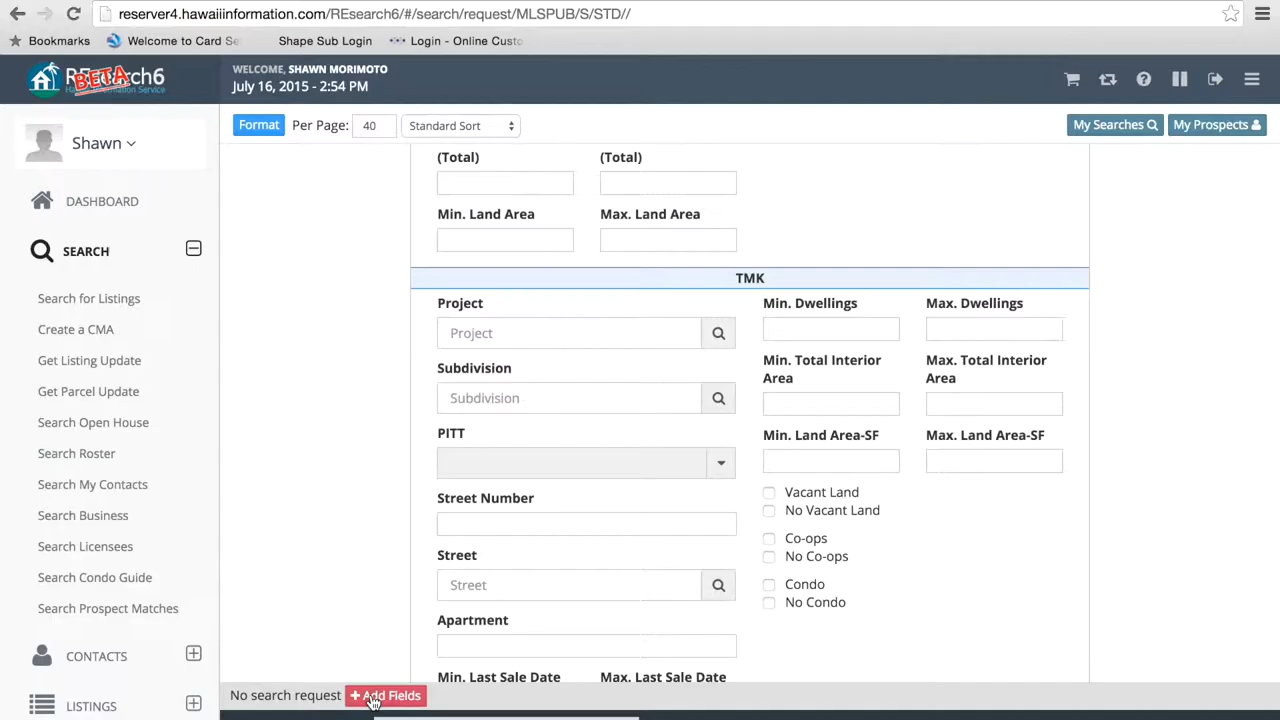 reserver4.hawaiiinformation.com/REsearch6/#/search/request/MLSPUB/S/STD//
Bookmarks Welcome to Card Se Shape Sub Login Login - Online Custo
REsearch6 BETA
Hawaii Information Service
WELCOME, SHAWN MORIMOTO
July 16, 2015 - 2:54 PM
Shawn
DASHBOARD
SEARCH
Search for Listings
Create a CMA
Get Listing Update
Get Parcel Update
Search Open House
Search Roster
Search My Contacts
Search Business
Search Licensees
Search Condo Guide
Search Prospect Matches
CONTACTS
LISTINGS
Format Per Page: 40 Standard Sort My Searches My Prospects
(Total) (Total)
Min. Land Area Max. Land Area
TMK
Project
Project
Subdivision
Subdivision
PITT
Street Number
Street
Street
Apartment
Min. Last Sale Date Max. Last Sale Date
Min. Dwellings Max. Dwellings
Min. Total Interior Area Max. Total Interior Area
Min. Land Area-SF Max. Land Area-SF
Vacant Land
No Vacant Land
Co-ops
No Co-ops
Condo
No Condo
No search request + Add Fields